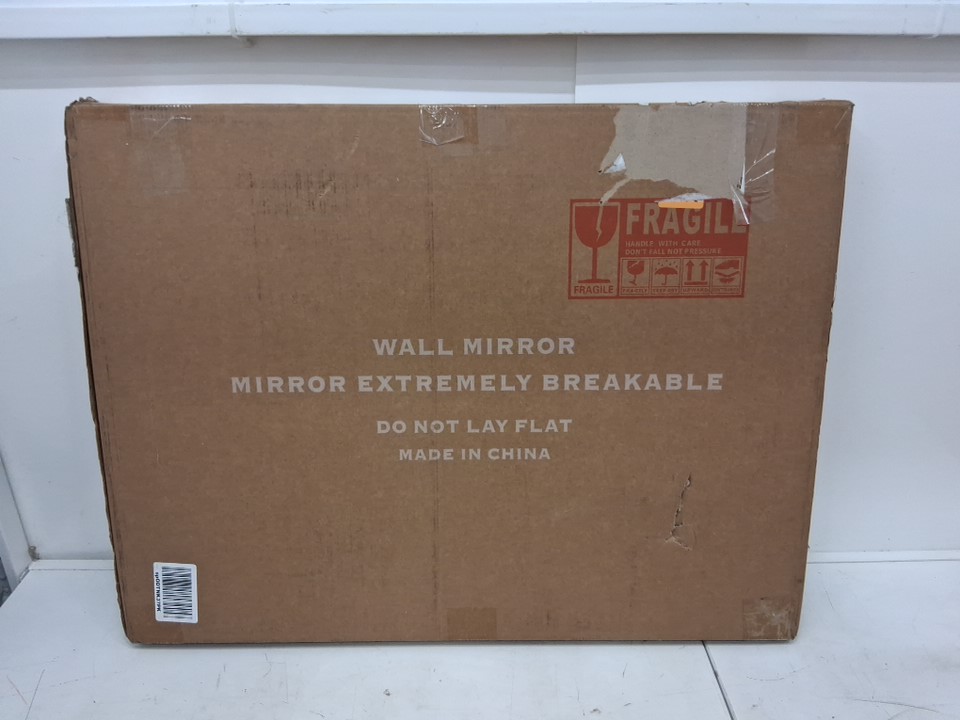 FRAGILE
HANDLE WITH CARE
DON'T FALL NOT PRESSURE
FRAGILE
WALL MIRROR
MIRROR EXTREMELY BREAKABLE
DO NOT LAY FLAT
MADE IN CHINA